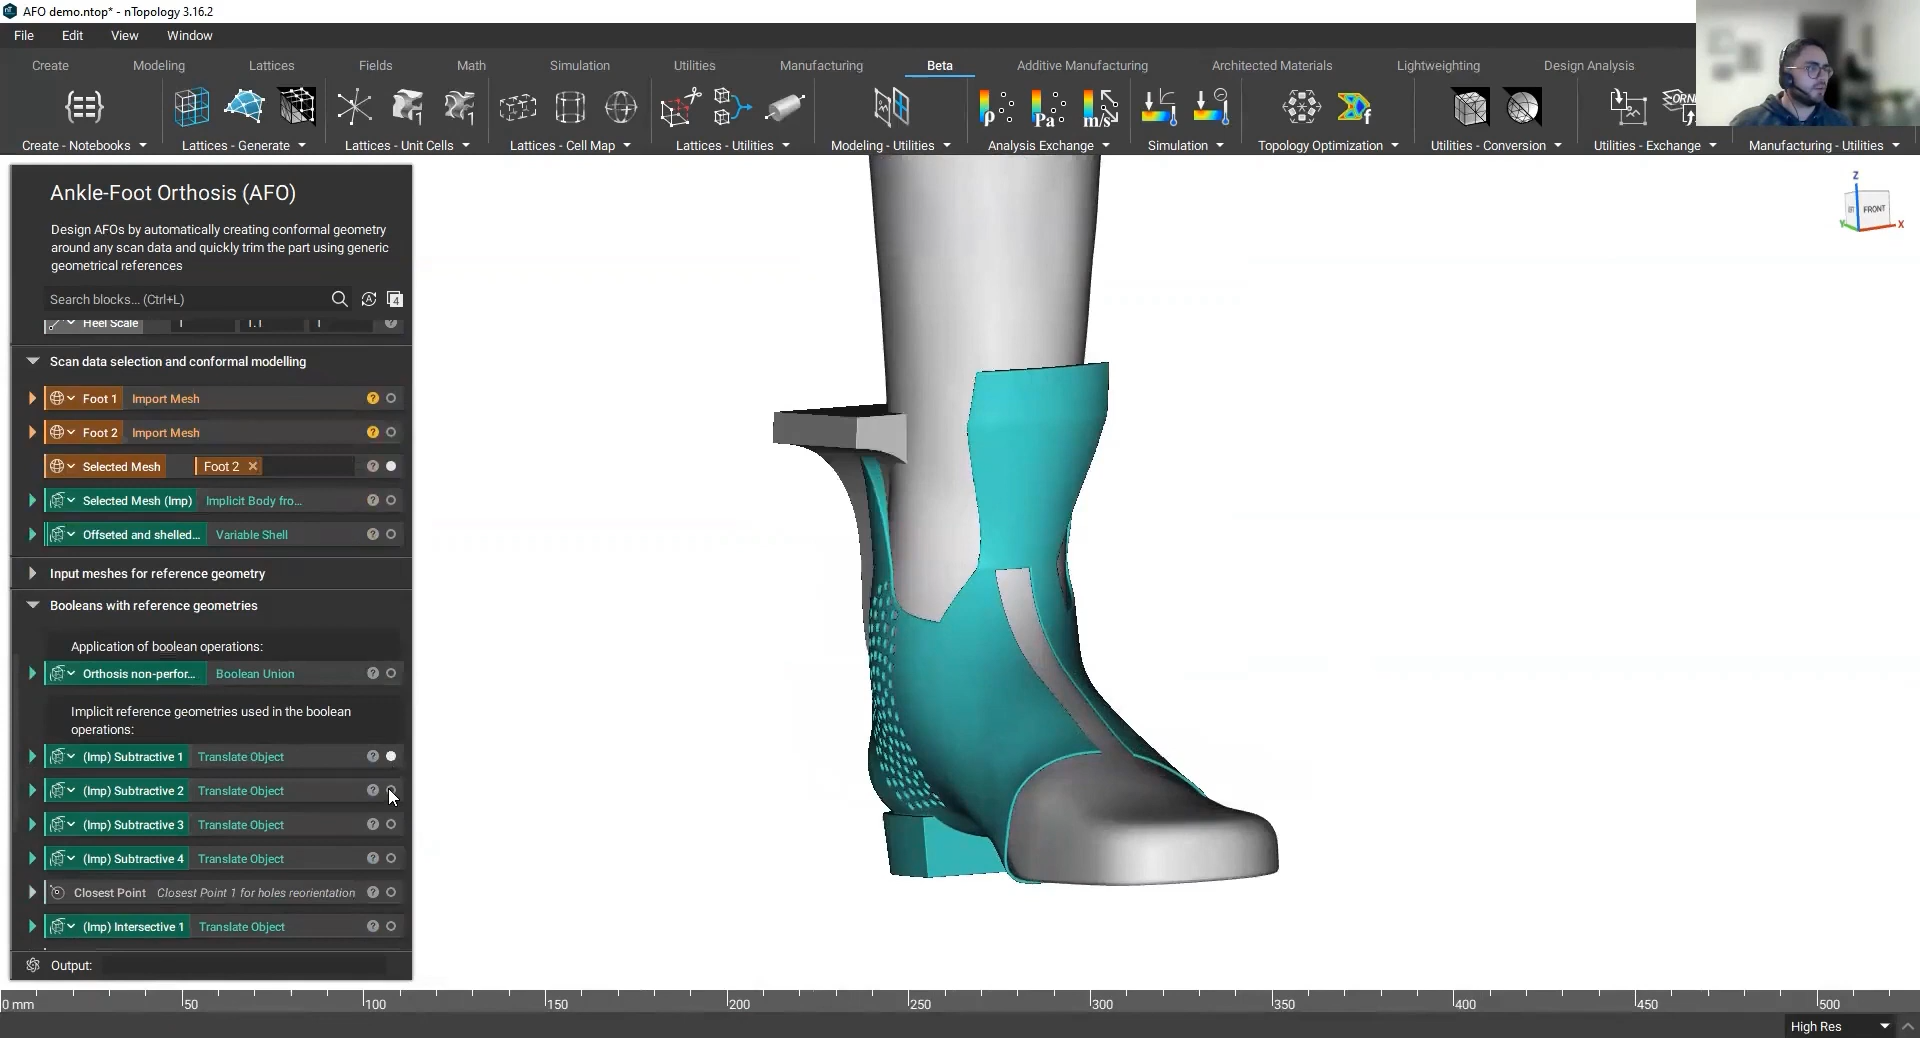 AFO demo.ntop* - nTopology 3.16.2
File Edit View Window
Create Modeling Lattices Fields Math Simulation Utilities Manufacturing Beta Additive Manufacturing Architected Materials Lightweighting Design Analysis
ρ Pa m/s
Create - Notebooks Lattices - Generate Lattices - Unit Cells Lattices - Cell Map Lattices - Utilities Modeling - Utilities Analysis Exchange Simulation Topology Optimization Utilities - Conversion Utilities - Exchange Manufacturing - Utilities
Ankle-Foot Orthosis (AFO)
Design AFOs by automatically creating conformal geometry
around any scan data and quickly trim the part using generic
geometrical references
Search blocks... (Ctrl+L) 4
Heel Scale 1 1.1 1
Scan data selection and conformal modelling
Foot 1 Import Mesh
Foot 2 Import Mesh
Selected Mesh Foot 2
Selected Mesh (Imp) Implicit Body fro...
Offseted and shelled... Variable Shell
Input meshes for reference geometry
Booleans with reference geometries
Application of boolean operations:
Orthosis non-perfor... Boolean Union
Implicit reference geometries used in the boolean
operations:
(Imp) Subtractive 1 Translate Object
(Imp) Subtractive 2 Translate Object
(Imp) Subtractive 3 Translate Object
(Imp) Subtractive 4 Translate Object
Closest Point Closest Point 1 for holes reorientation
(Imp) Intersective 1 Translate Object
Output:
Z
FRONT
Y X
0 mm 50 100 150 200 250 300 350 400 450 500
High Res